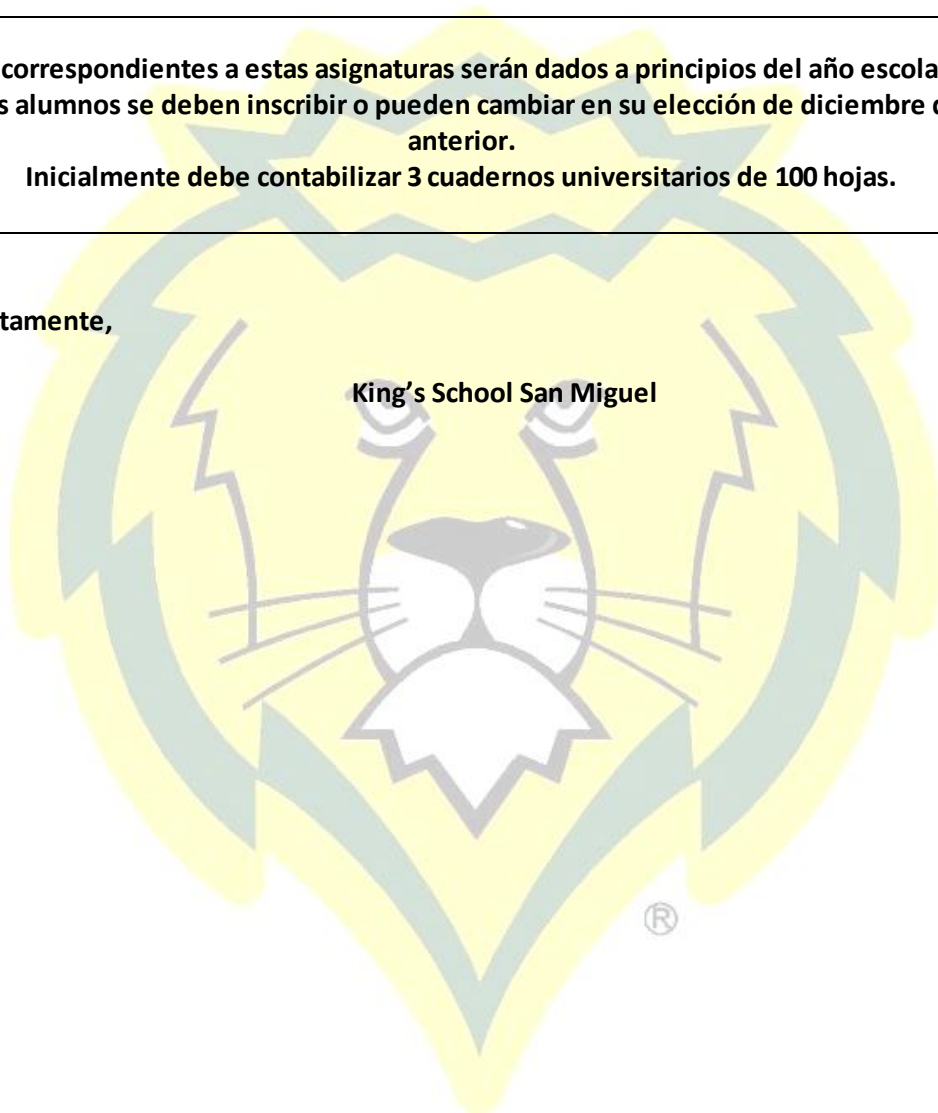 correspondientes a estas asignaturas serán dados a principios del año escola
s alumnos se deben inscribir o pueden cambiar en su elección de diciembre
anterior.
Inicialmente debe contabilizar 3 cuadernos universitarios de 100 hojas.
tamente,
King's School San Miguel
®